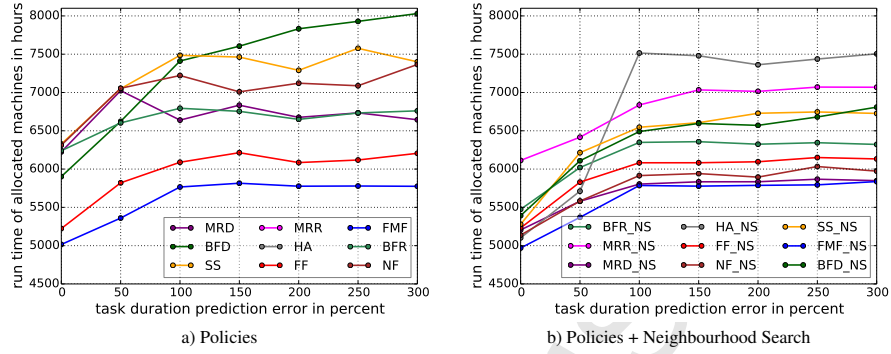 run time of allocated machines in hours
8000
7500
7000
6500
6000
5500
5000
4500
0 50 100 150 200 250 300
task duration prediction error in percent
MRD MRR FMF
BFD HA BFR
SS FF NF
a) Policies
run time of allocated machines in hours
8000
7500
7000
6500
6000
5500
5000
4500
0 50 100 150 200 250 300
task duration prediction error in percent
BFR_NS HA_NS SS_NS
MRR_NS FF_NS FMF_NS
MRD_NS NF_NS BFD_NS
b) Policies + Neighbourhood Search